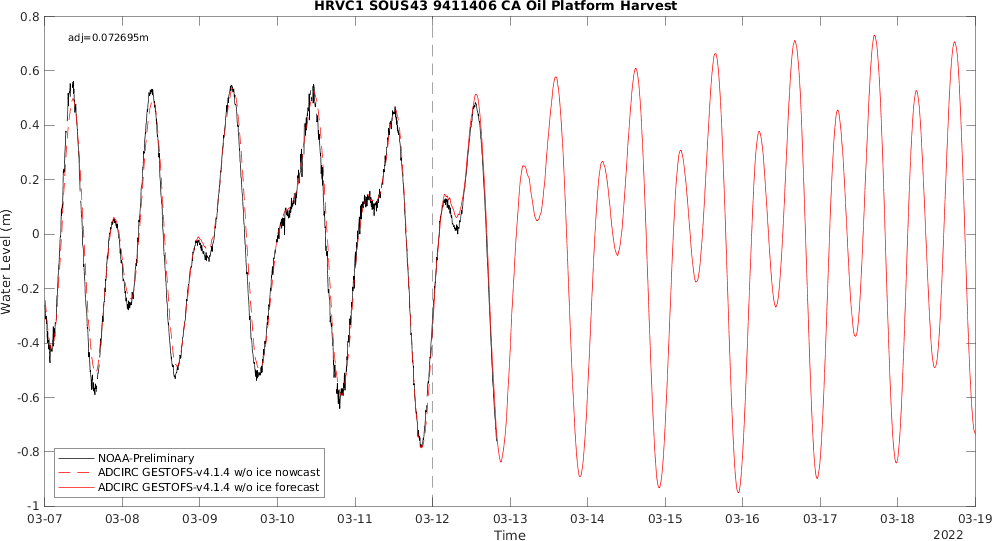 HRVC1 SOUS43 9411406 CA Oil Platform Harvest
adj=0.072695m
0.8
0.6
0.4
0.2
0
-0.2
-0.4
-0.6
-0.8
-1
Water Level (m)
NOAA-Preliminary
ADCIRC GESTOFS-v4.1.4 w/o ice nowcast
ADCIRC GESTOFS-v4.1.4 w/o ice forecast
03-07 03-08 03-09 03-10 03-11 03-12 03-13 03-14 03-15 03-16 03-17 03-18 03-19
Time
2022